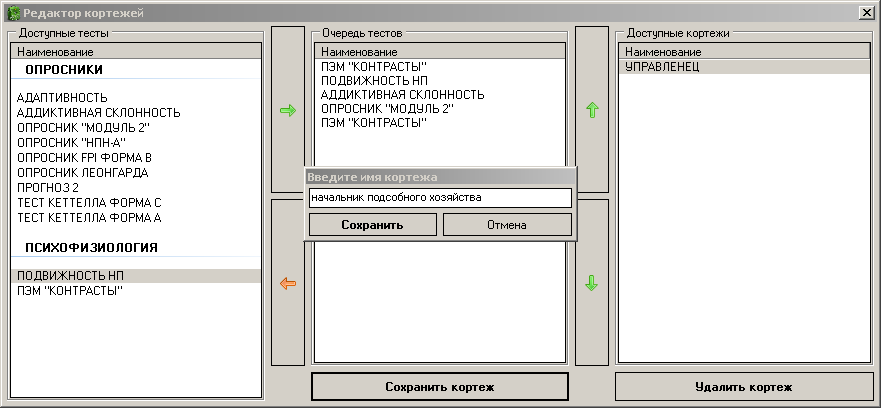 Редактор кортежей
Доступные тесты
Наименование
ОПРОСНИКИ
АДАПТИВНОСТЬ
АДДИКТИВНАЯ СКЛОННОСТЬ
ОПРОСНИК "МОДУЛЬ 2"
ОПРОСНИК "НПН-А"
ОПРОСНИК FPI ФОРМА В
ОПРОСНИК ЛЕОНГАРДА
ПРОГНОЗ 2
ТЕСТ КЕТТЕЛЛА ФОРМА С
ТЕСТ КЕТТЕЛЛА ФОРМА А
ПСИХОФИЗИОЛОГИЯ
ПОДВИЖНОСТЬ НП
ПЭМ "КОНТРАСТЫ"
Очередь тестов
Наименование
ПЭМ "КОНТРАСТЫ"
ПОДВИЖНОСТЬ НП
АДДИКТИВНАЯ СКЛОННОСТЬ
ОПРОСНИК "МОДУЛЬ 2"
ПЭМ "КОНТРАСТЫ"
Введите имя кортежа
начальник подсобного хозяйства
Сохранить Отмена
Доступные кортежи
Наименование
УПРАВЛЕНЕЦ
Сохранить кортеж Удалить кортеж